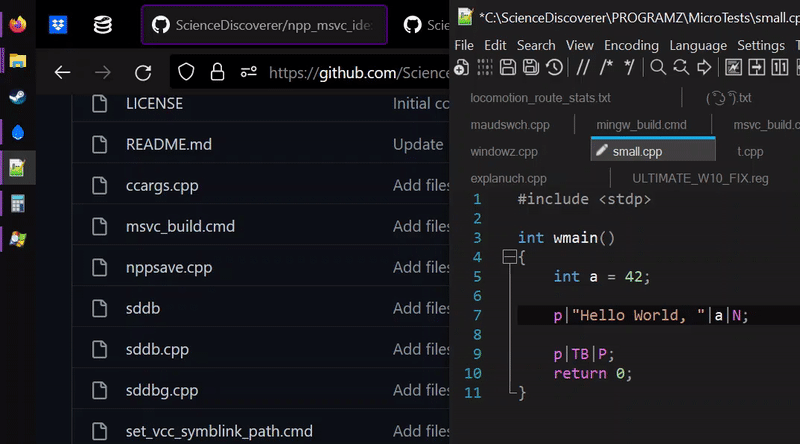 ScienceDiscoverer/npp_msvc_ide
Scie
https://github.com/Science
LICENSE
Initial co
README.md
Update
ccargs.cpp
Add files
msvc_build.cmd
Add files
nppsave.cpp
Add files
sddb
Add files
sddb.cpp
Add files
sddbg.cpp
Add files
set_vcc_symblink_path.cmd
Add files
*C:\ScienceDiscoverer\PROGRAMZ\MicroTests\small.cp
File Edit Search View Encoding Language Settings T
locomotion_route_stats.txt
( ͡° ͜ʖ ͡°).txt
maudswch.cpp
mingw_build.cmd
msvc_build.c
windowz.cpp
small.cpp
t.cpp
explanuch.cpp
ULTIMATE_W10_FIX.reg
1 #include <stdp>
2
3 int wmain()
4 {
5 int a = 42;
6
7 p|"Hello World, "|a|N;
8
9 p|TB|P;
10 return 0;
11 }